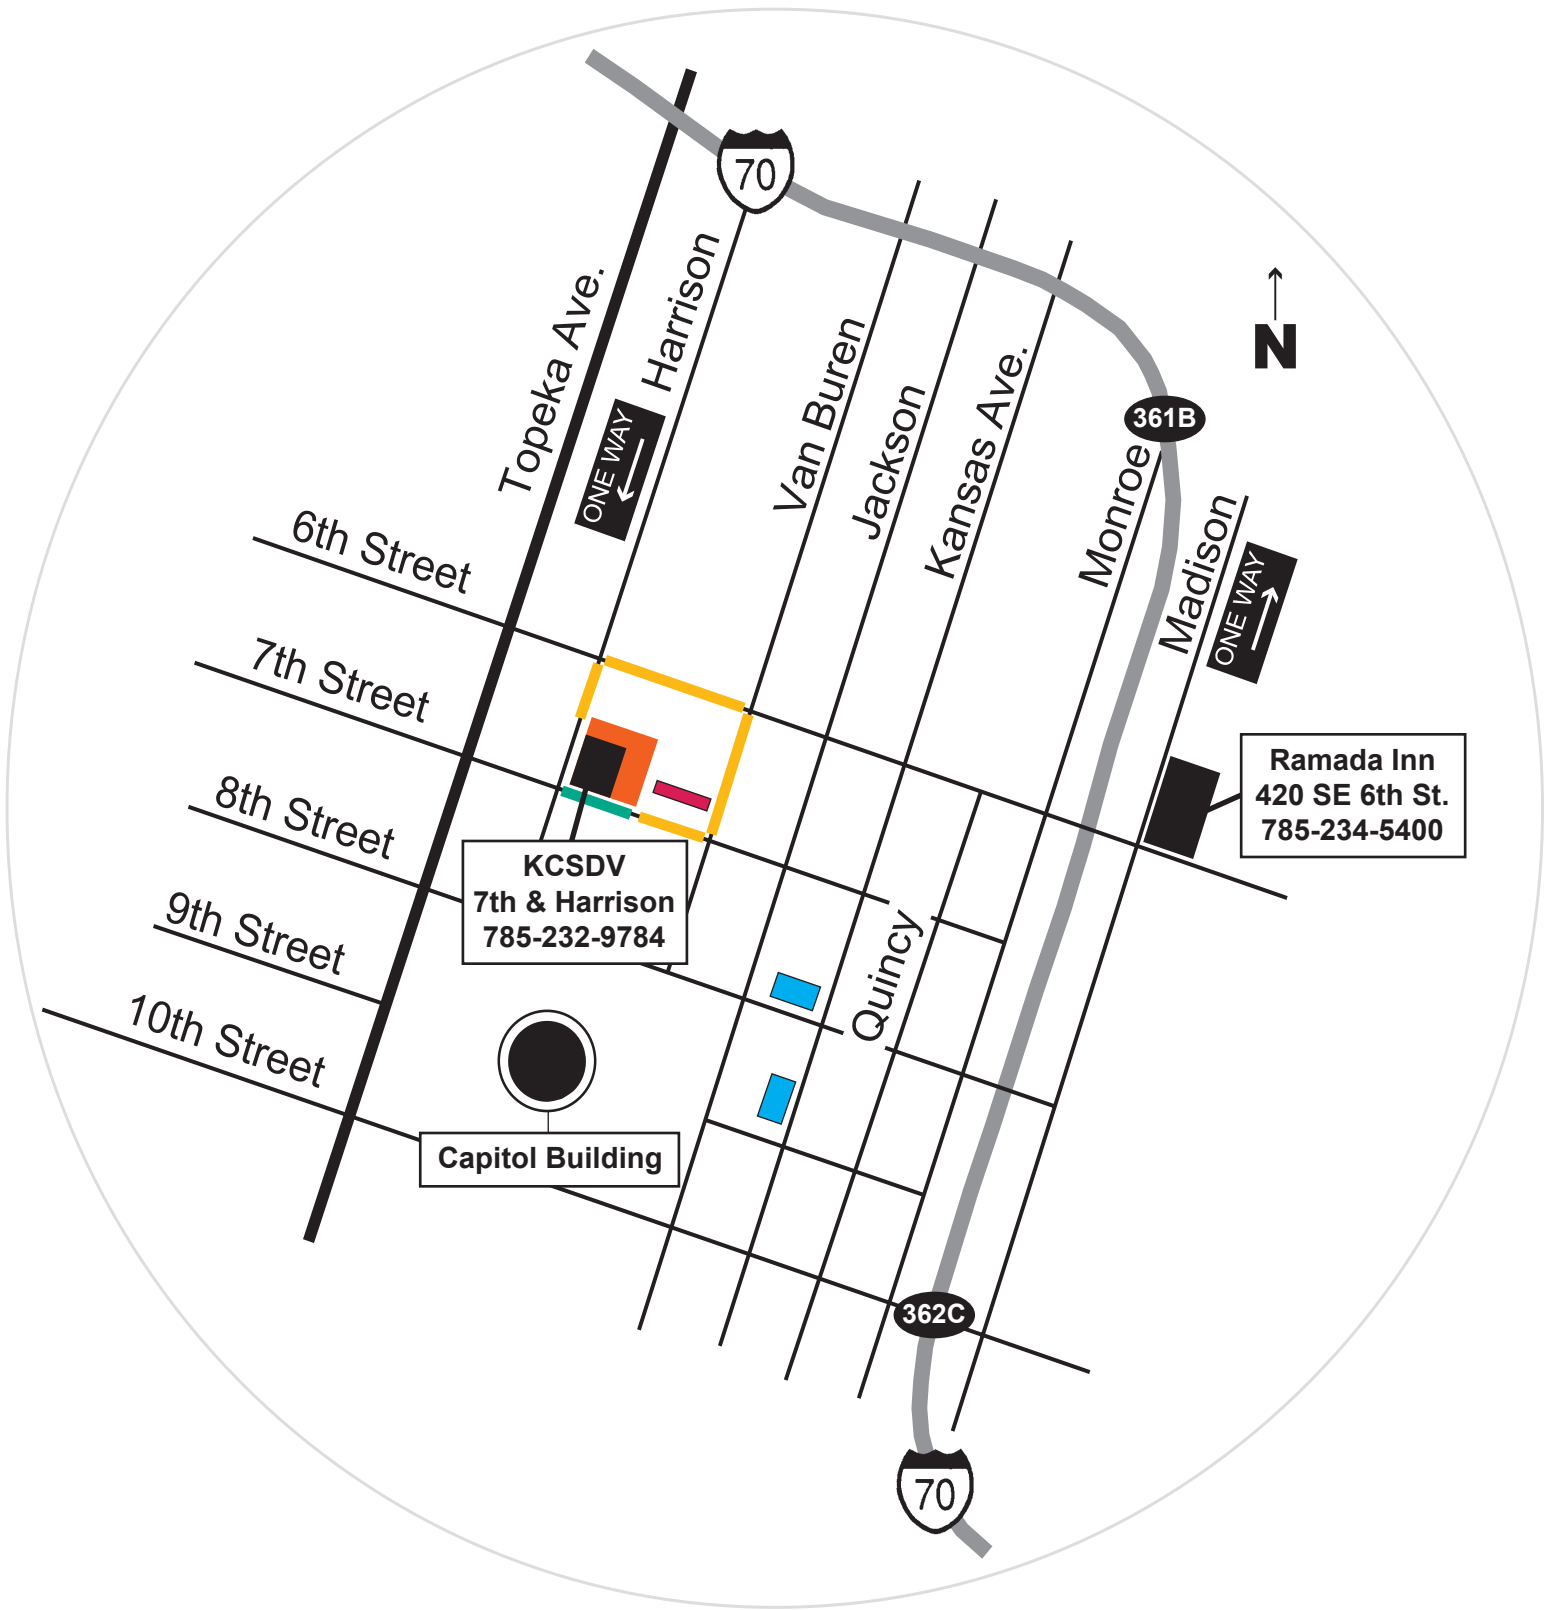 70
Harrison
Topeka Ave.
ONE WAY
Van Buren
Jackson
Kansas Ave.
N
361B
Monroe
Madison
ONE WAY
6th Street
7th Street
8th Street
9th Street
10th Street
Ramada Inn
420 SE 6th St.
785-234-5400
KCSDV
7th & Harrison
785-232-9784
Quincy
Capitol Building
362C
70